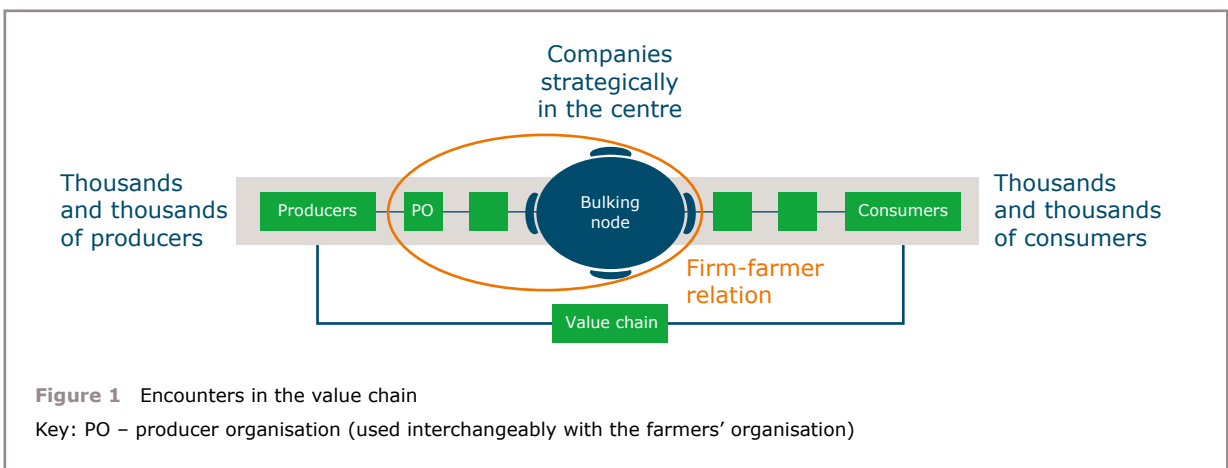 Companies
strategically
in the centre
Thousands
and thousands
of producers
Producers
PO
Bulking
node
Consumers
Thousands
and thousands
of consumers
Firm-farmer
relation
Value chain
Figure 1 Encounters in the value chain
Key: PO – producer organisation (used interchangeably with the farmers’ organisation)